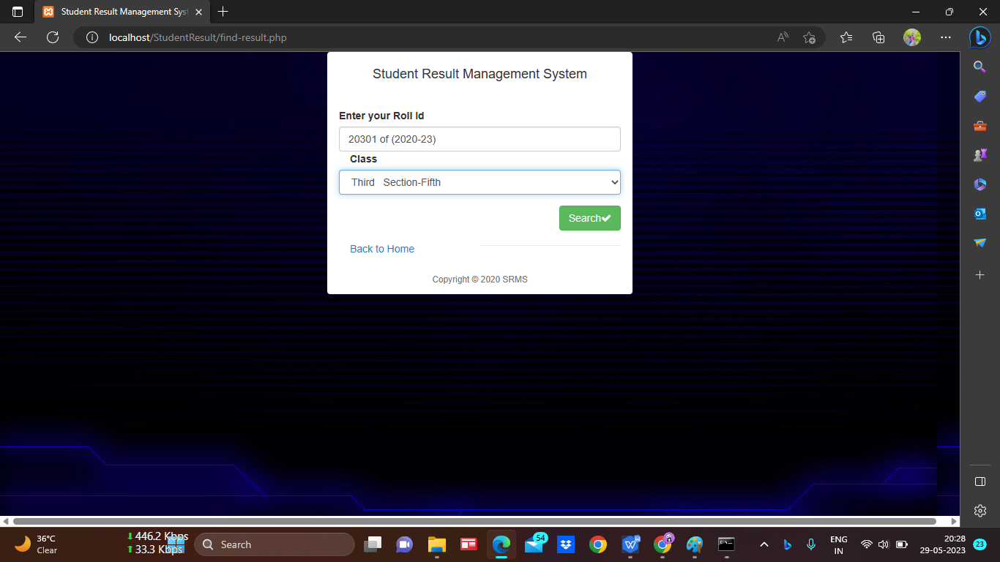 Student Result Management Syst
localhost/StudentResult/find-result.php
Student Result Management System
Enter your Roll Id
20301 of (2020-23)
Class
Third Section-Fifth
Search
Back to Home
Copyright © 2020 SRMS
36°C
Clear
446.2 Kbps
33.3 Kbps
Search
54
ENG
IN
20:28
29-05-2023
23